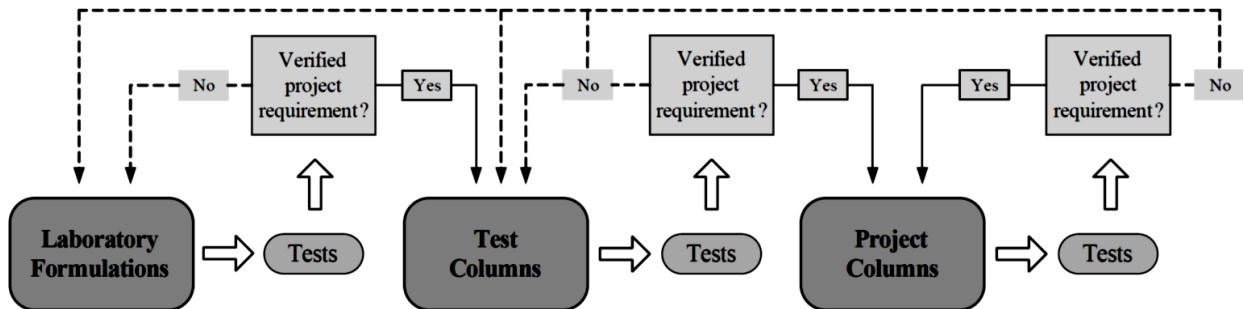 Verified
project
requirement?
No
Yes
Verified
project
requirement?
No
Yes
Verified
project
requirement?
Yes
No
Laboratory
Formulations
Tests
Test
Columns
Tests
Project
Columns
Tests